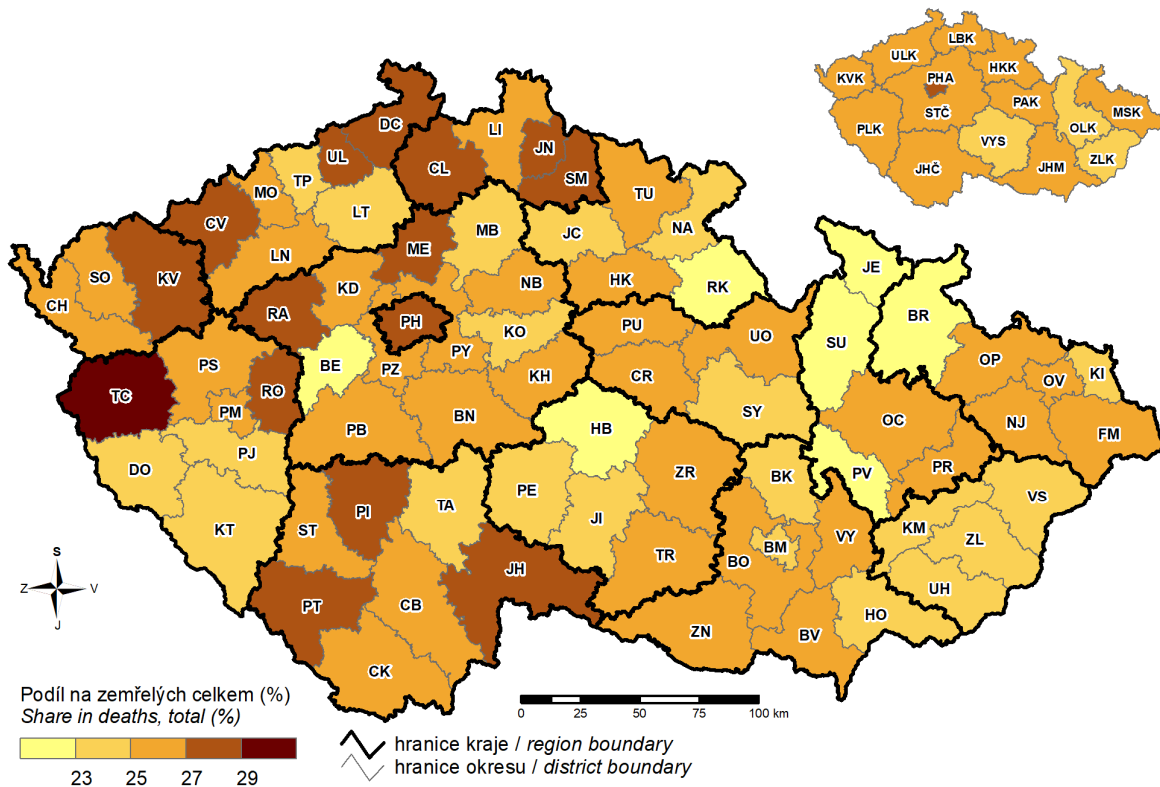 LBK
ULK
HKK
KVK
PHA
PAK
MSK
STČ
PLK
OLK
VYS
ZLK
JHČ
JHM
DC
LI
UL
JN
CL
TP
SM
MO
TU
LT
CV
NA
MB
JC
ME
LN
SO
KV
JE
HK
NB
KD
RK
CH
RA
BR
PH
PU
KO
UO
SU
PY
PS
BE
PZ
OP
KI
OV
KH
CR
TC
RO
PM
SY
BN
OC
NJ
PB
HB
FM
PJ
DO
PR
ZR
PV
BK
PE
VS
TA
PI
JI
KM
ST
KT
VY
ZL
BM
TR
BO
JH
UH
PT
CB
HO
ZN
BV
CK
S
Z V
J
Podíl na zemřelých celkem (%)
Share in deaths, total (%)
23 25 27 29
0 25 50 75 100 km
hranice kraje / region boundary
hranice okresu / district boundary